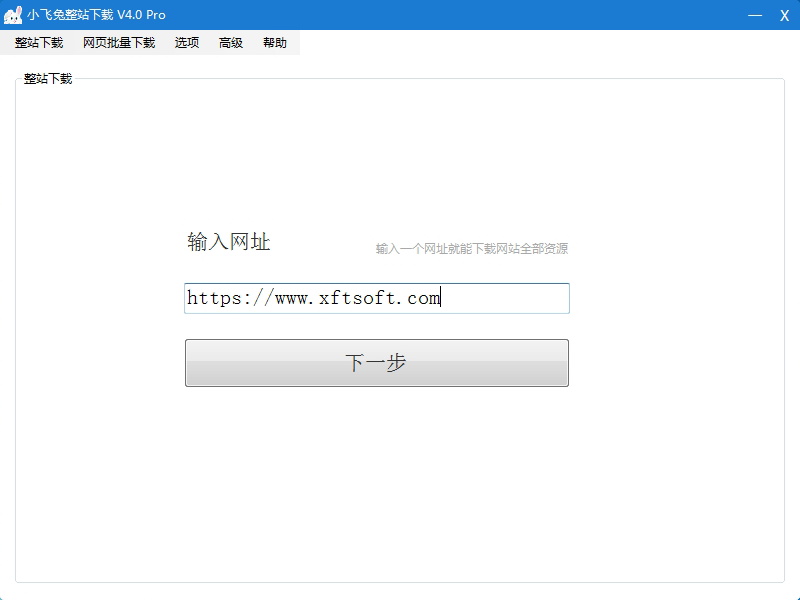 小飞兔整站下载 V4.0 Pro
整站下载 网页批量下载 选项 高级 帮助
整站下载
输入网址
输入一个网址就能下载网站全部资源
https://www.xftsoft.com
下一步